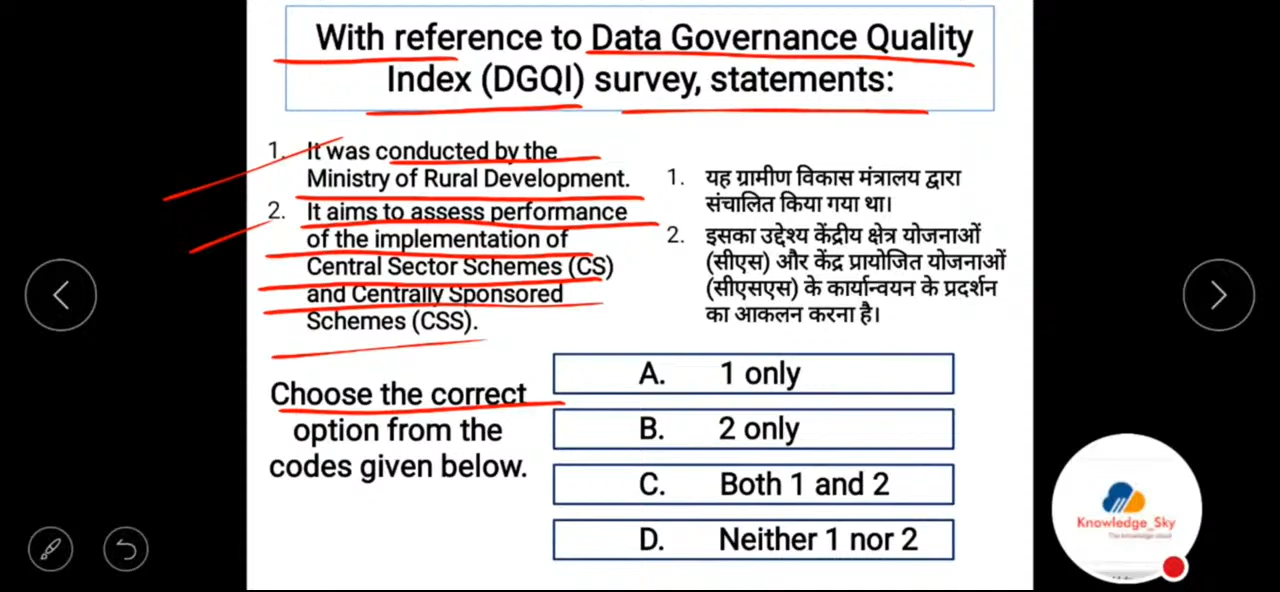 With reference to Data Governance Quality
Index (DGQI) survey, statements:
1. It was conducted by the
Ministry of Rural Development.
2. It aims to assess performance
of the implementation of
Central Sector Schemes (CS)
and Centrally Sponsored
Schemes (CSS).
1. यह ग्रामीण विकास मंत्रालय द्वारा
संचालित किया गया था।
2. इसका उद्देश्य केंद्रीय क्षेत्र योजनाओं
(सीएस) और केंद्र प्रायोजित योजनाओं
(सीएसएस) के कार्यान्वयन के प्रदर्शन
का आकलन करना है।
Choose the correct
option from the
codes given below.
A. 1 only
B. 2 only
C. Both 1 and 2
D. Neither 1 nor 2
Knowledge_Sky